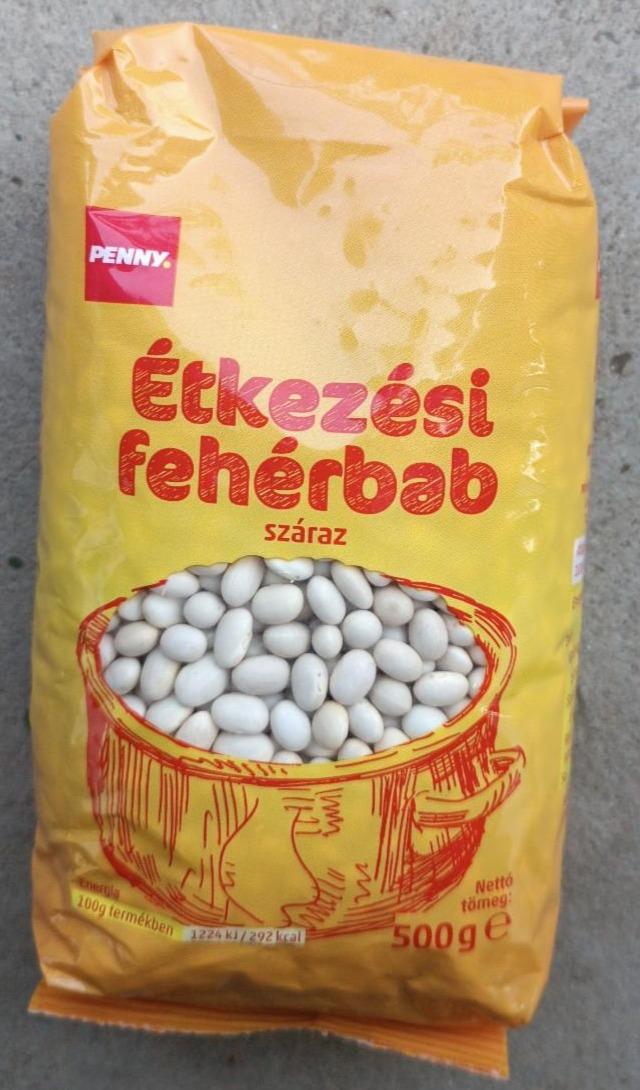 PENNY.
Étkezési
fehérbab
száraz
Energia
100g termékben
1224 kJ/292 kcal
Nettó
tömeg:
500g e